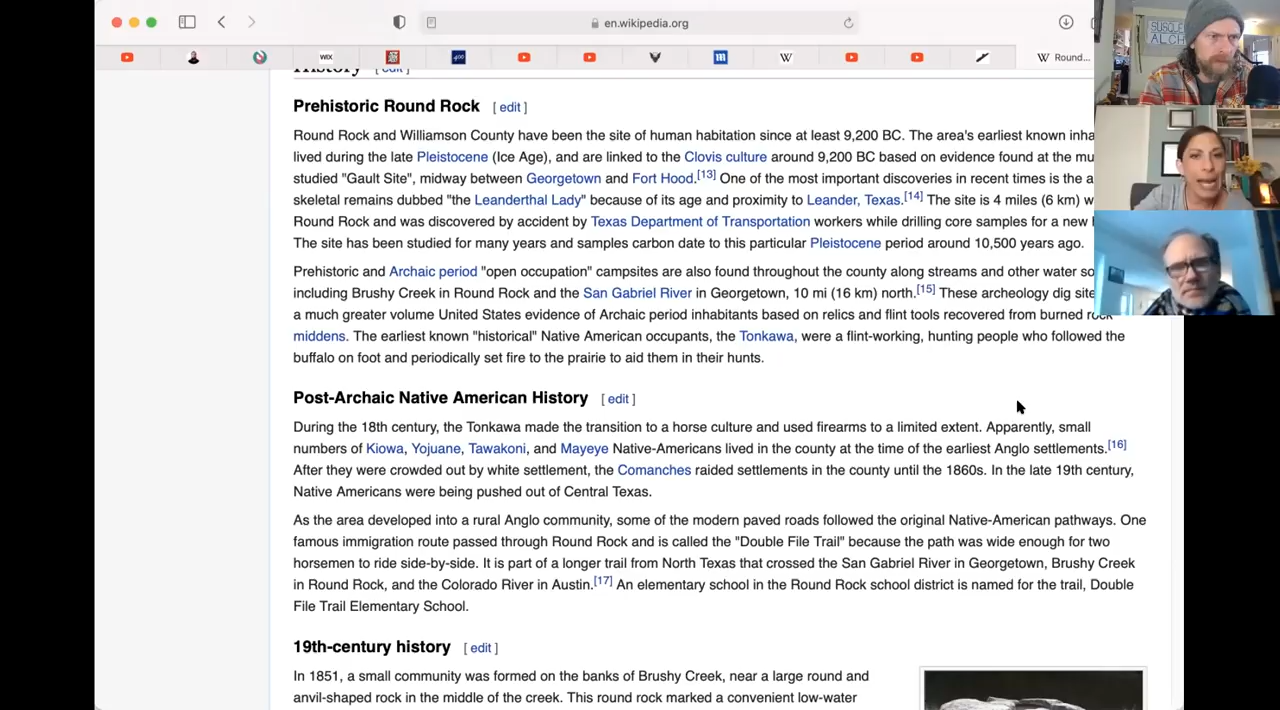 en.wikipedia.org
WIX
400
m
W
W Round...
SUSQUE
ALCH
History [ edit ]
Prehistoric Round Rock [ edit ]
Round Rock and Williamson County have been the site of human habitation since at least 9,200 BC. The area's earliest known inha
lived during the late Pleistocene (Ice Age), and are linked to the Clovis culture around 9,200 BC based on evidence found at the mu
studied "Gault Site", midway between Georgetown and Fort Hood.[13] One of the most important discoveries in recent times is the a
skeletal remains dubbed "the Leanderthal Lady" because of its age and proximity to Leander, Texas.[14] The site is 4 miles (6 km) w
Round Rock and was discovered by accident by Texas Department of Transportation workers while drilling core samples for a new
The site has been studied for many years and samples carbon date to this particular Pleistocene period around 10,500 years ago.
Prehistoric and Archaic period "open occupation" campsites are also found throughout the county along streams and other water so
including Brushy Creek in Round Rock and the San Gabriel River in Georgetown, 10 mi (16 km) north.[15] These archeology dig site
a much greater volume United States evidence of Archaic period inhabitants based on relics and flint tools recovered from burned rock
middens. The earliest known "historical" Native American occupants, the Tonkawa, were a flint-working, hunting people who followed the
buffalo on foot and periodically set fire to the prairie to aid them in their hunts.
Post-Archaic Native American History [ edit ]
During the 18th century, the Tonkawa made the transition to a horse culture and used firearms to a limited extent. Apparently, small
numbers of Kiowa, Yojuane, Tawakoni, and Mayeye Native-Americans lived in the county at the time of the earliest Anglo settlements.[16]
After they were crowded out by white settlement, the Comanches raided settlements in the county until the 1860s. In the late 19th century,
Native Americans were being pushed out of Central Texas.
As the area developed into a rural Anglo community, some of the modern paved roads followed the original Native-American pathways. One
famous immigration route passed through Round Rock and is called the "Double File Trail" because the path was wide enough for two
horsemen to ride side-by-side. It is part of a longer trail from North Texas that crossed the San Gabriel River in Georgetown, Brushy Creek
in Round Rock, and the Colorado River in Austin.[17] An elementary school in the Round Rock school district is named for the trail, Double
File Trail Elementary School.
19th-century history [ edit ]
In 1851, a small community was formed on the banks of Brushy Creek, near a large round and
anvil-shaped rock in the middle of the creek. This round rock marked a convenient low-water